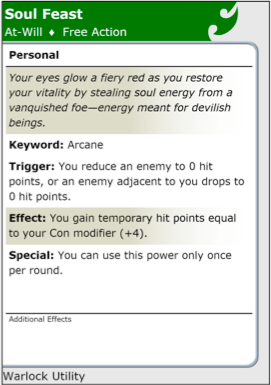 Soul Feast
At-Will ♦ Free Action
Personal
Your eyes glow a fiery red as you restore
your vitality by stealing soul energy from a
vanquished foe—energy meant for devilish
beings.
Keyword: Arcane
Trigger: You reduce an enemy to 0 hit
points, or an enemy adjacent to you drops to
0 hit points.
Effect: You gain temporary hit points equal
to your Con modifier (+4).
Special: You can use this power only once
per round.
Additional Effects
Warlock Utility